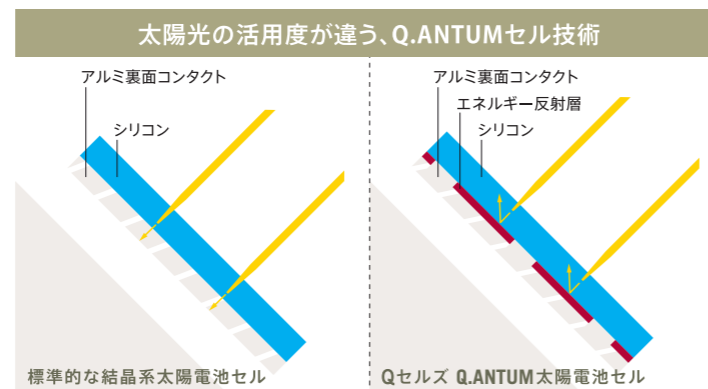 太陽光の活用度が違う、Q.ANTUMセル技術
アルミ裏面コンタクト
シリコン
標準的な結晶系太陽電池セル
アルミ裏面コンタクト
エネルギー反射層
シリコン
Qセルズ Q.ANTUM太陽電池セル